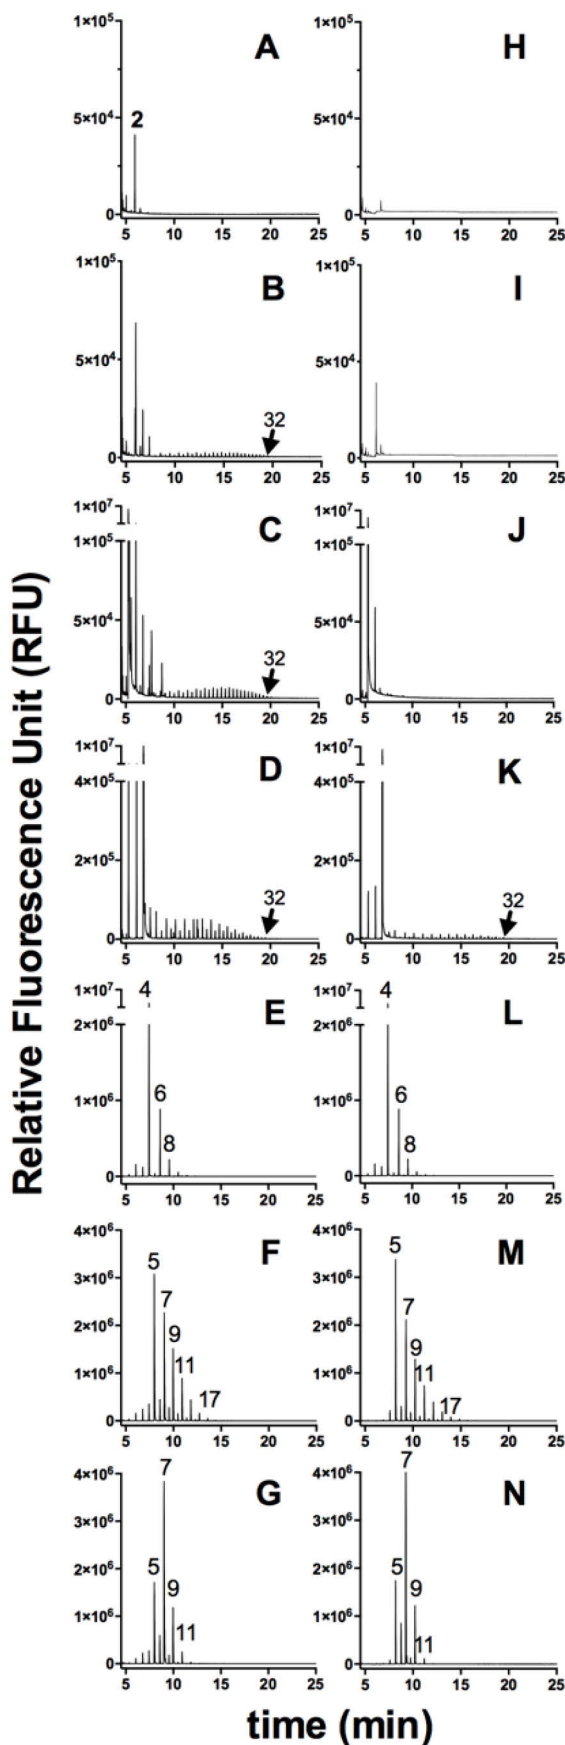 Relative Fluorescence Unit (RFU)
A
1×10⁵
5×10⁴
0
2
5 10 15 20 25
H
1×10⁵
5×10⁴
0
5 10 15 20 25
B
1×10⁵
5×10⁴
0
32
5 10 15 20 25
I
1×10⁵
5×10⁴
0
5 10 15 20 25
C
1×10⁷
1×10⁵
5×10⁴
0
32
5 10 15 20 25
J
1×10⁷
1×10⁵
5×10⁴
0
5 10 15 20 25
D
1×10⁷
4×10⁵
2×10⁵
0
32
5 10 15 20 25
K
1×10⁷
4×10⁵
2×10⁵
0
32
5 10 15 20 25
E
1×10⁷
2×10⁶
1×10⁶
0
4
6
8
5 10 15 20 25
L
1×10⁷
2×10⁶
1×10⁶
0
4
6
8
5 10 15 20 25
F
4×10⁶
3×10⁶
2×10⁶
1×10⁶
0
5
7
9
11
17
5 10 15 20 25
M
4×10⁶
3×10⁶
2×10⁶
1×10⁶
0
5
7
9
11
17
5 10 15 20 25
G
4×10⁶
3×10⁶
2×10⁶
1×10⁶
0
7
5
9
11
5 10 15 20 25
N
4×10⁶
3×10⁶
2×10⁶
1×10⁶
0
7
5
9
11
5 10 15 20 25
time (min)